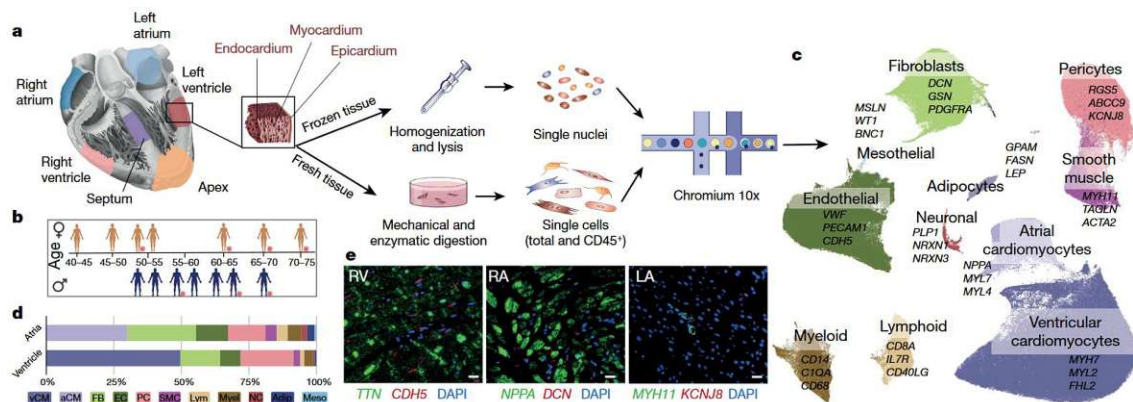 a
Left
atrium
Right
atrium
Left
ventricle
Right
ventricle
Septum
Apex
Endocardium
Myocardium
Epicardium
Frozen tissue
Fresh tissue
Homogenization
and lysis
Single nuclei
Mechanical and
enzymatic digestion
Single cells
(total and CD45+)
Chromium 10x
b
Age
♀
40–45 45–50 50–55 55–60 60–65 65–70 70–75
♂
c
Fibroblasts
DCN
GSN
PDGFRA
Pericytes
RGS5
ABCC9
KCNJ8
MSLN
WT1
BNC1
Mesothelial
GPAM
FASN
LEP
Adipocytes
Smooth
muscle
MYH11
TAGLN
ACTA2
Endothelial
VWF
PECAM1
CDH5
Neuronal
PLP1
NRXN1
NRXN3
Atrial
cardiomyocytes
NPPA
MYL7
MYL4
Ventricular
cardiomyocytes
MYH7
MYL2
FHL2
Myeloid
CD14
C1QA
CD68
Lymphoid
CD8A
IL7R
CD40LG
d
Atria
Ventricle
0% 25% 50% 75% 100%
vCM aCM FB EC PC SMC Lym Myel NC Adip Meso
e
RV RA LA
TTN CDH5 DAPI NPPA DCN DAPI MYH11 KCNJ8 DAPI